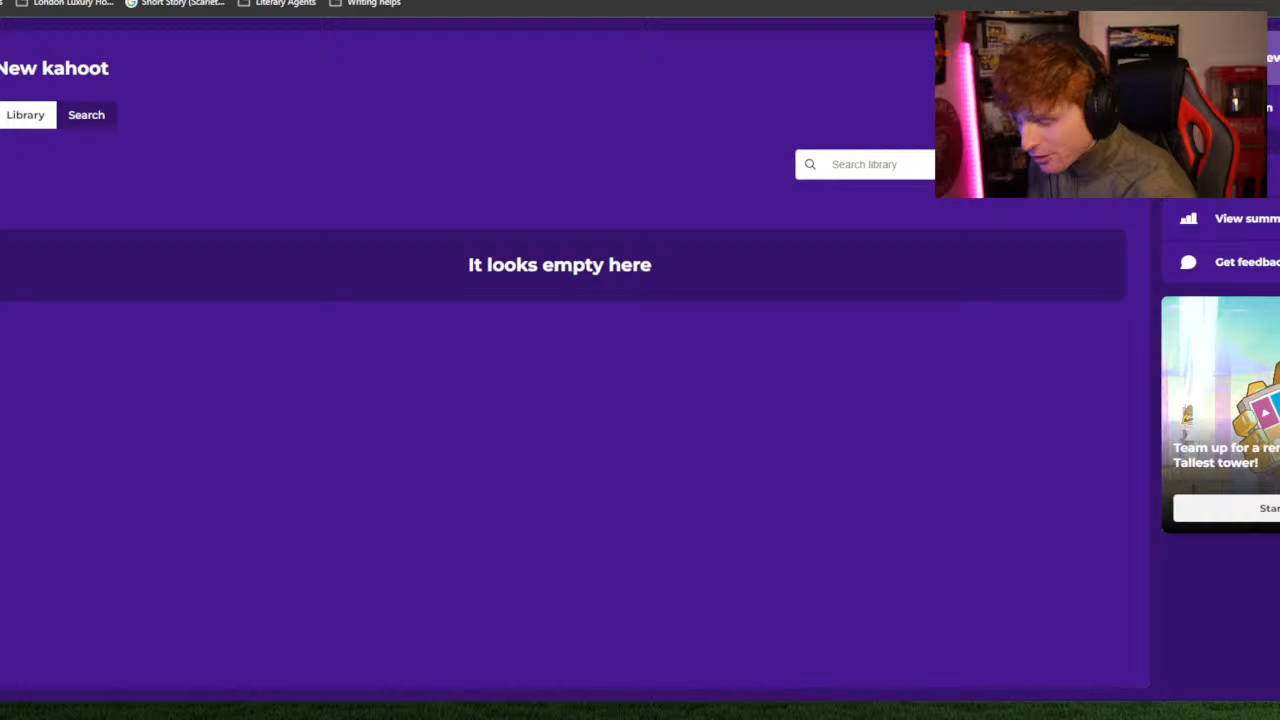 London Luxury Ho...
Short Story (Scarlet...
Literary Agents
Writing helps
New kahoot
Library
Search
Search library
View summ
It looks empty here
Get feedbac
Team up for a rer
Tallest tower!
Star